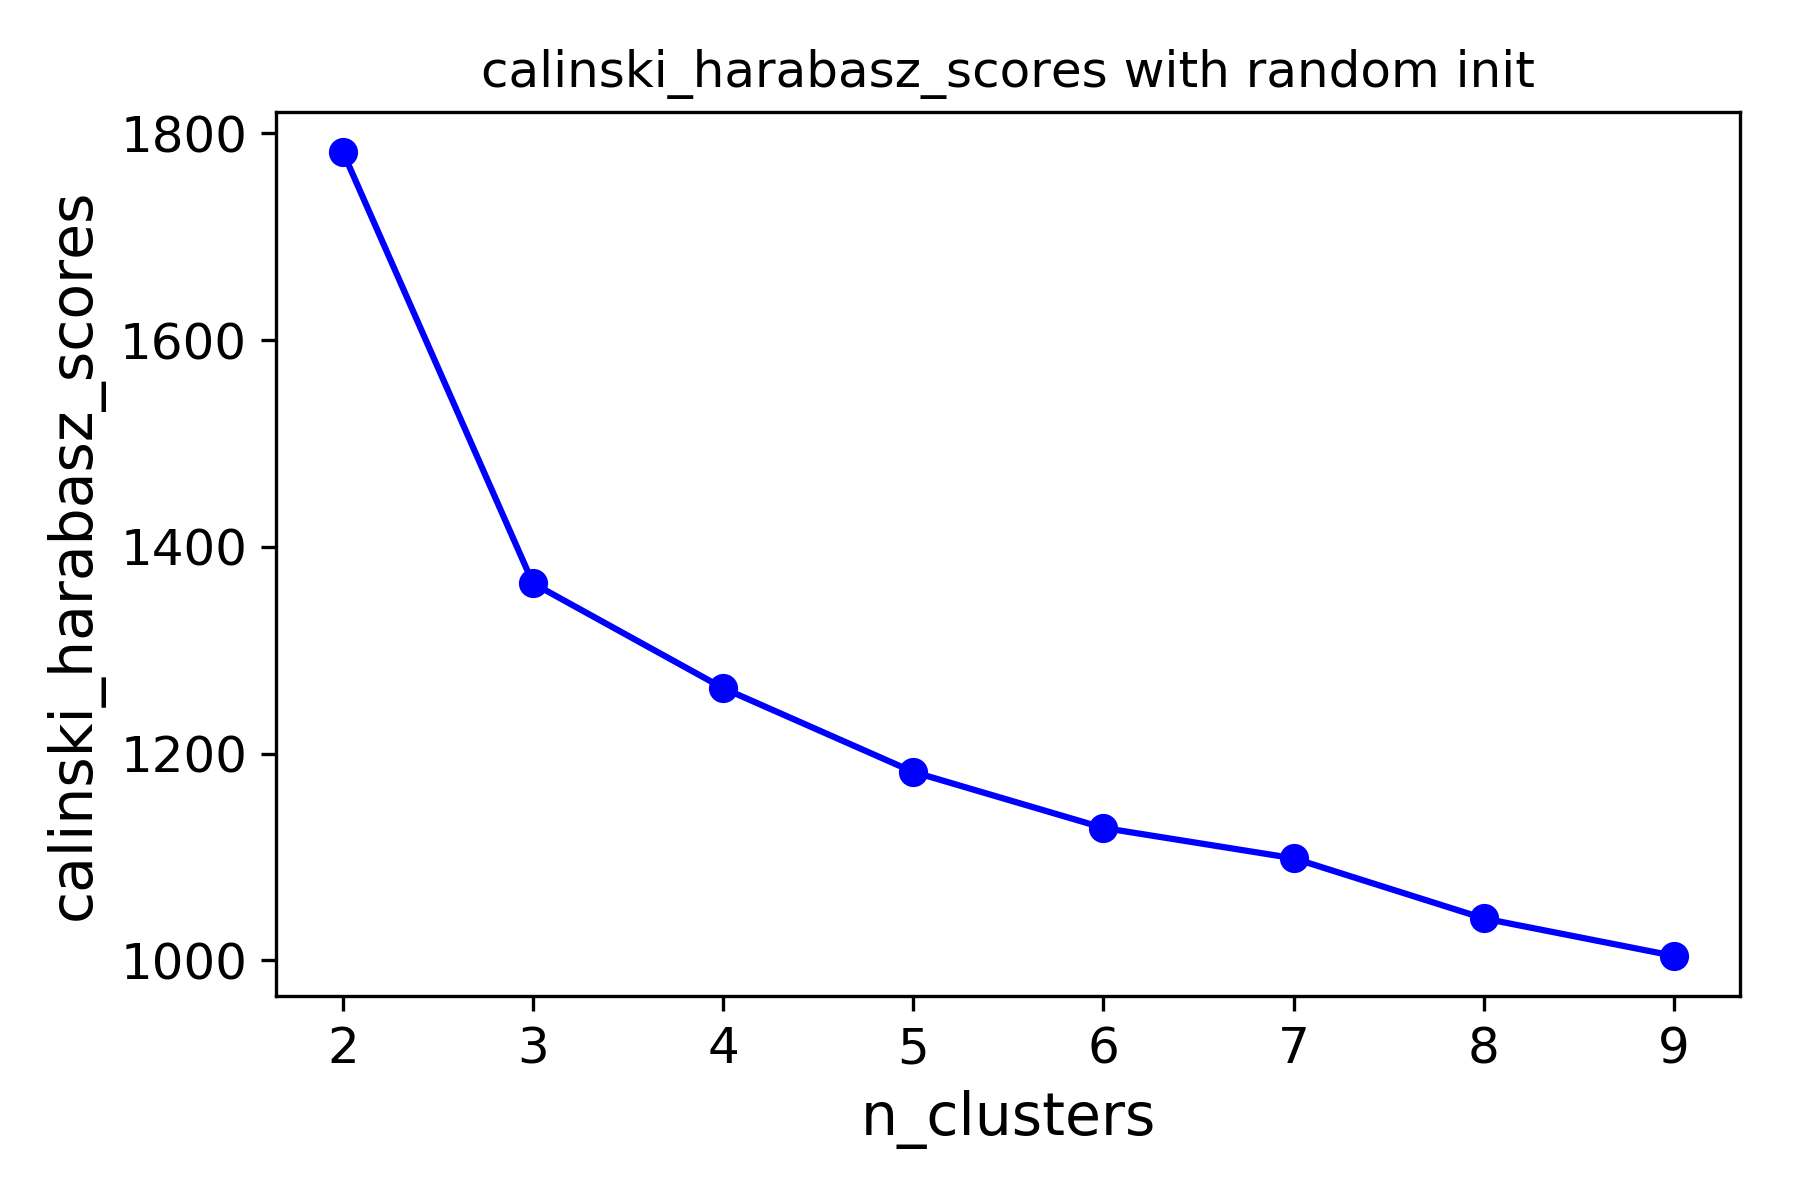 calinski_harabasz_scores with random init
calinski_harabasz_scores
1800
1600
1400
1200
1000
2 3 4 5 6 7 8 9
n_clusters